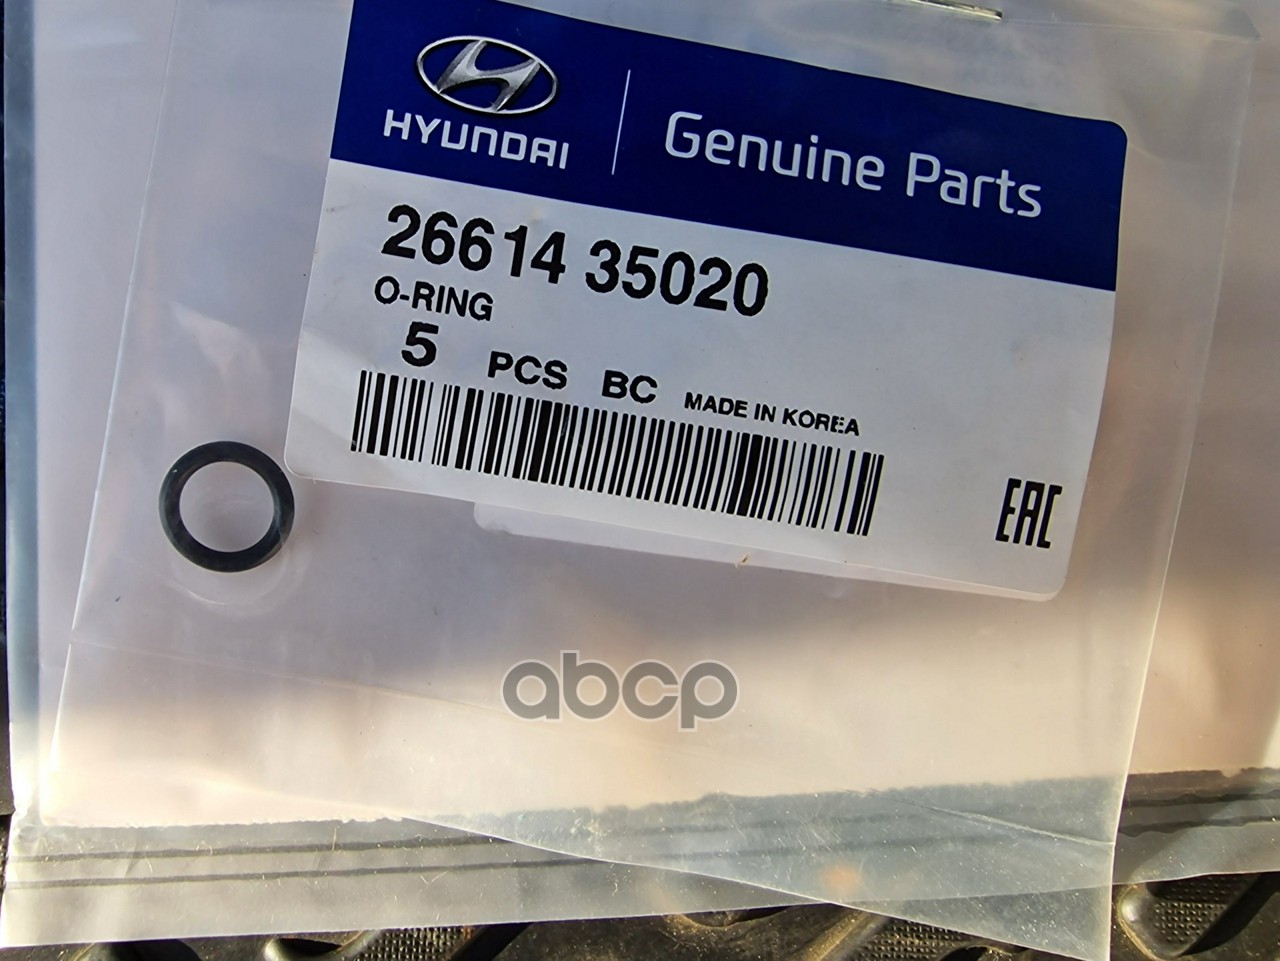 HYUNDAI
Genuine Parts
26614 35020
O-RING
5 PCS BC MADE IN KOREA
EAC
abcp